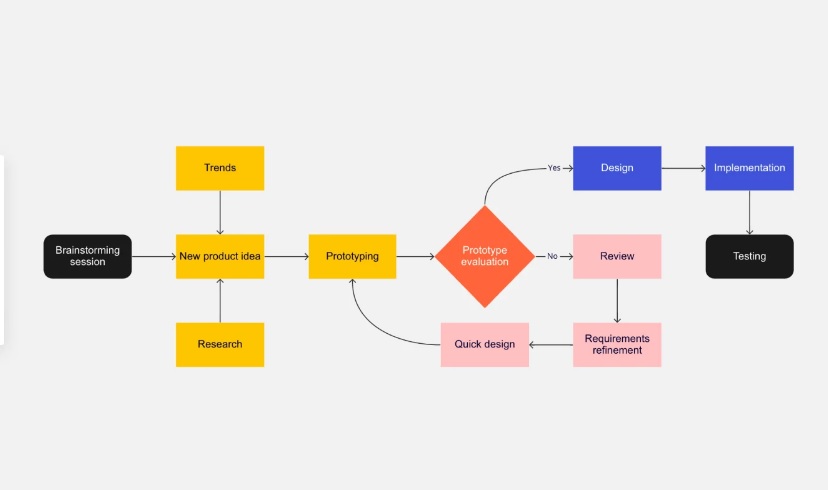 Trends
Yes
Design
Implementation
Brainstorming
session
New product idea
Prototyping
Prototype
evaluation
No
Review
Testing
Research
Quick design
Requirements
refinement